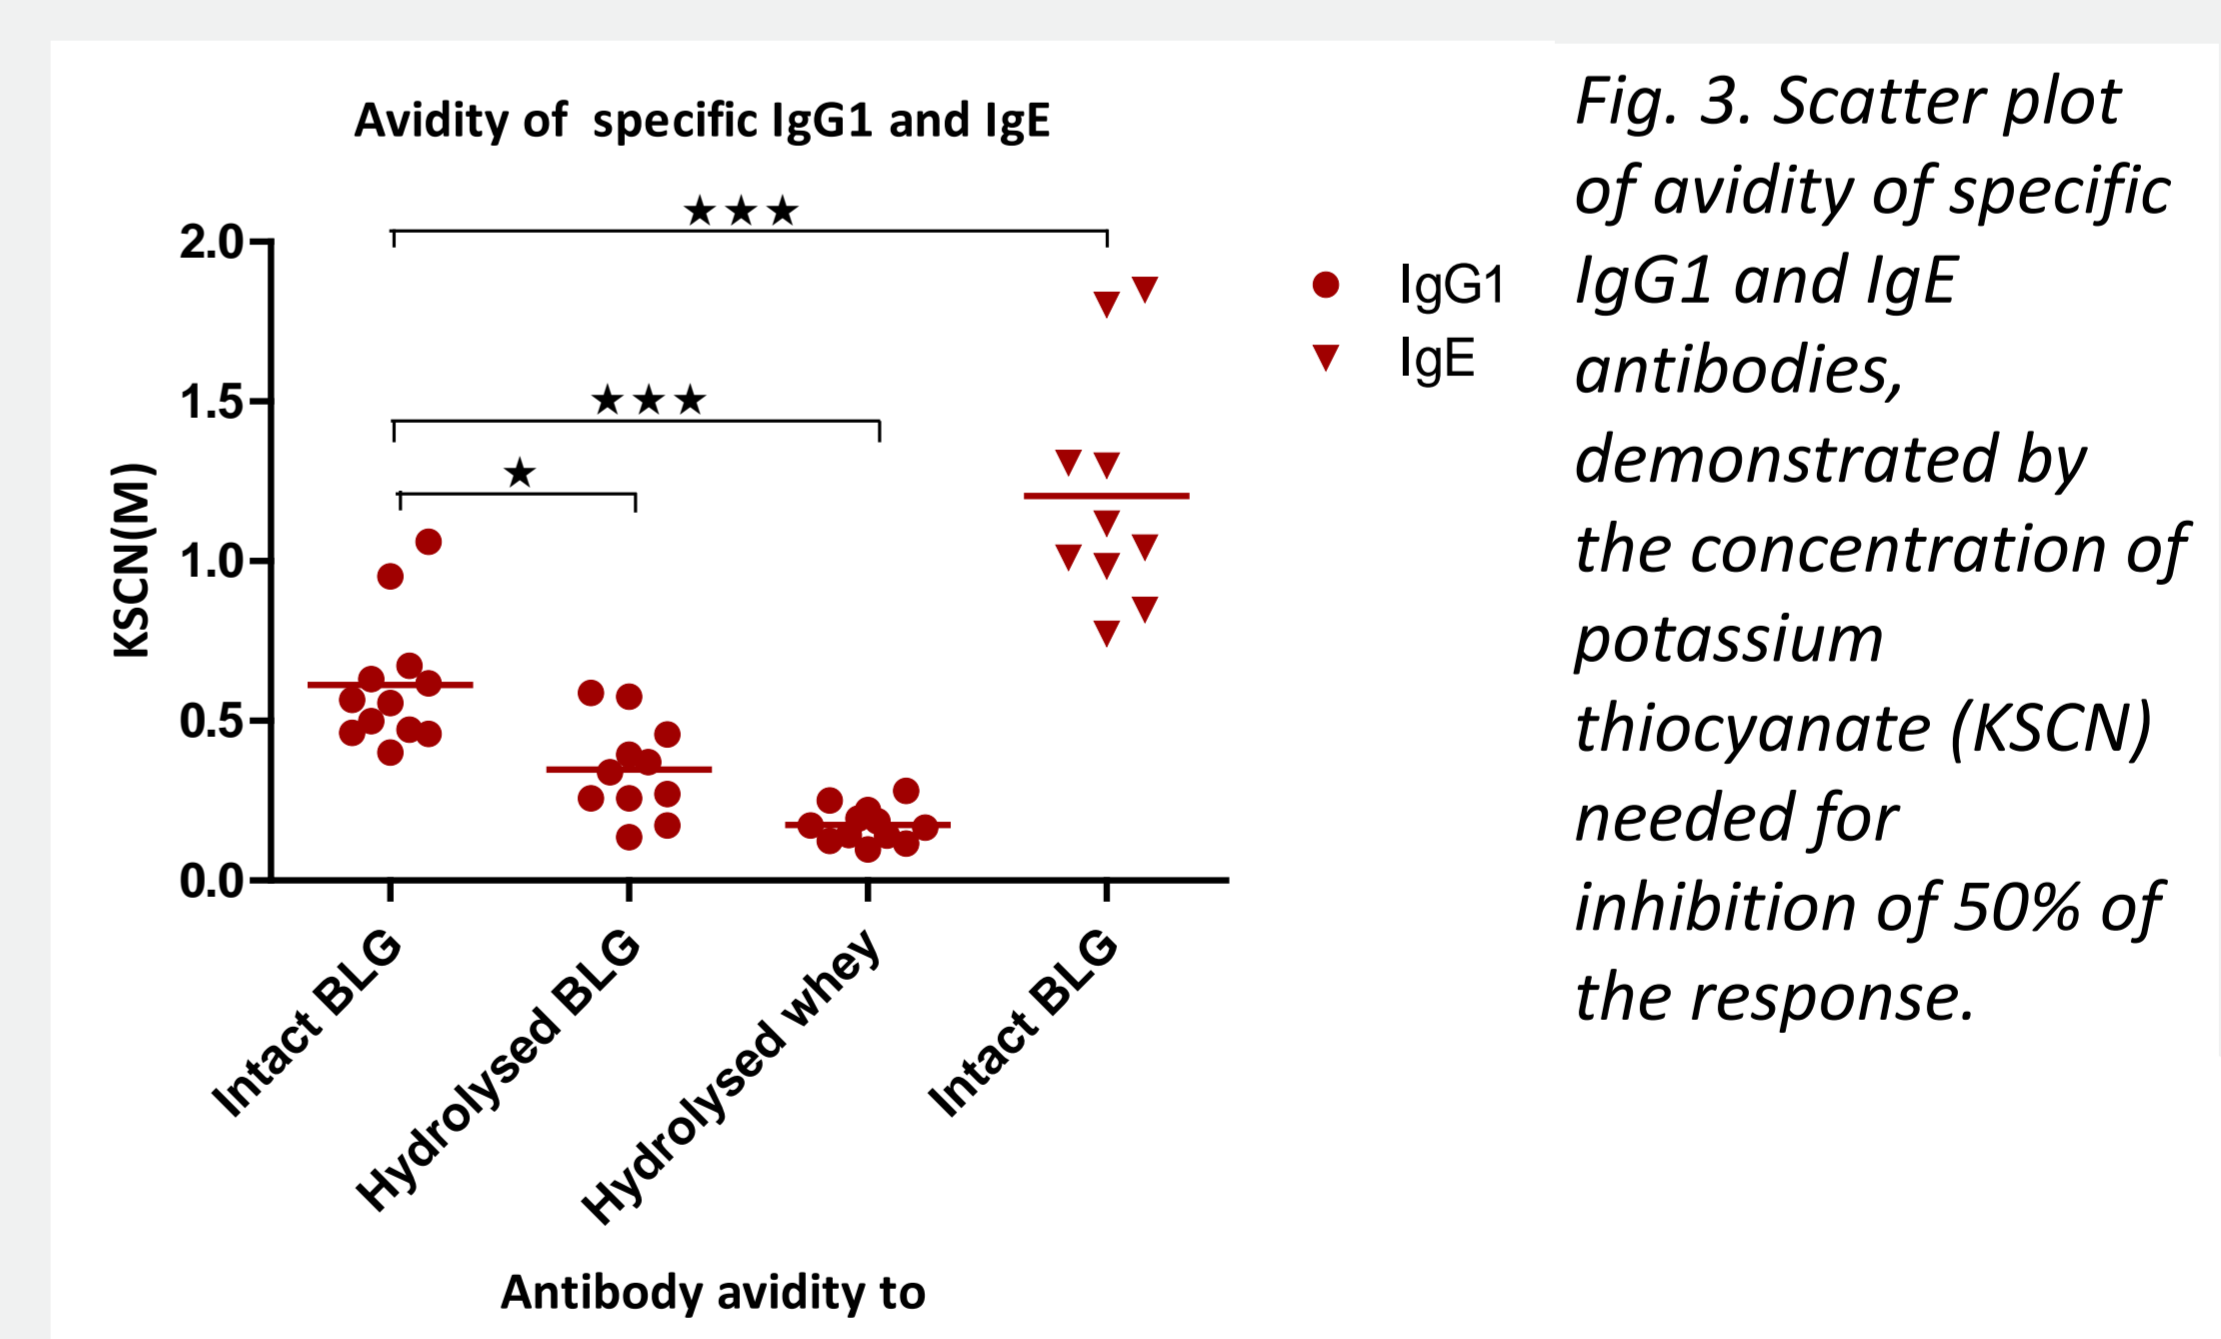 Avidity of  specific IgG1 and IgE
★★★
2.0
1.5
★★★
★
1.0
0.5
0.0
KSCN(M)
Intact BLG
Hydrolysed BLG
Hydrolysed whey
Intact BLG
Antibody avidity to
IgG1
IgE
Fig. 3. Scatter plot
of avidity of specific
IgG1 and IgE
antibodies,
demonstrated by
the concentration of
potassium
thiocyanate (KSCN)
needed for
inhibition of 50% of
the response.